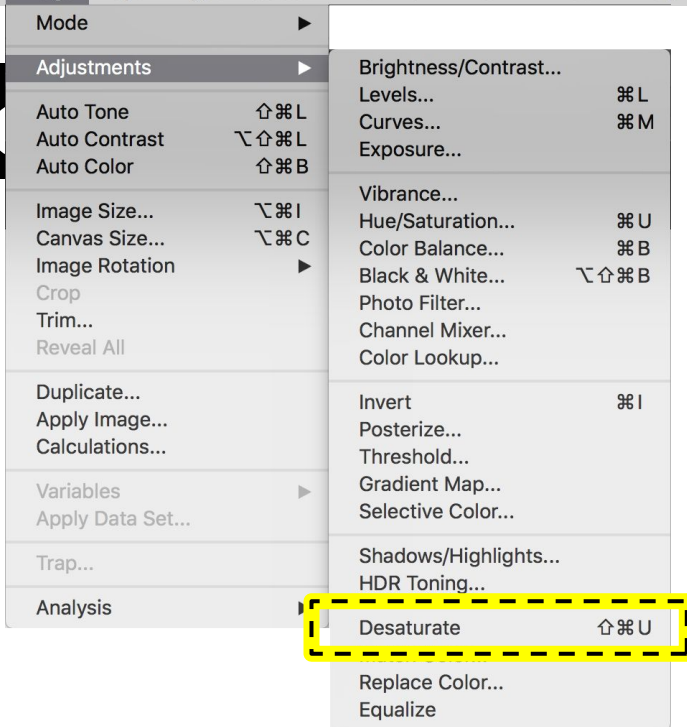 Mode ▶
Adjustments ▶
Auto Tone ⇧⌘L
Auto Contrast ⌥⇧⌘L
Auto Color ⇧⌘B
Image Size... ⌥⌘I
Canvas Size... ⌥⌘C
Image Rotation ▶
Crop
Trim...
Reveal All
Duplicate...
Apply Image...
Calculations...
Variables ▶
Apply Data Set...
Trap...
Analysis
Brightness/Contrast...
Levels... ⌘L
Curves... ⌘M
Exposure...
Vibrance...
Hue/Saturation... ⌘U
Color Balance... ⌘B
Black & White... ⌥⇧⌘B
Photo Filter...
Channel Mixer...
Color Lookup...
Invert ⌘I
Posterize...
Threshold...
Gradient Map...
Selective Color...
Shadows/Highlights...
HDR Toning...
Desaturate ⇧⌘U
Replace Color...
Equalize